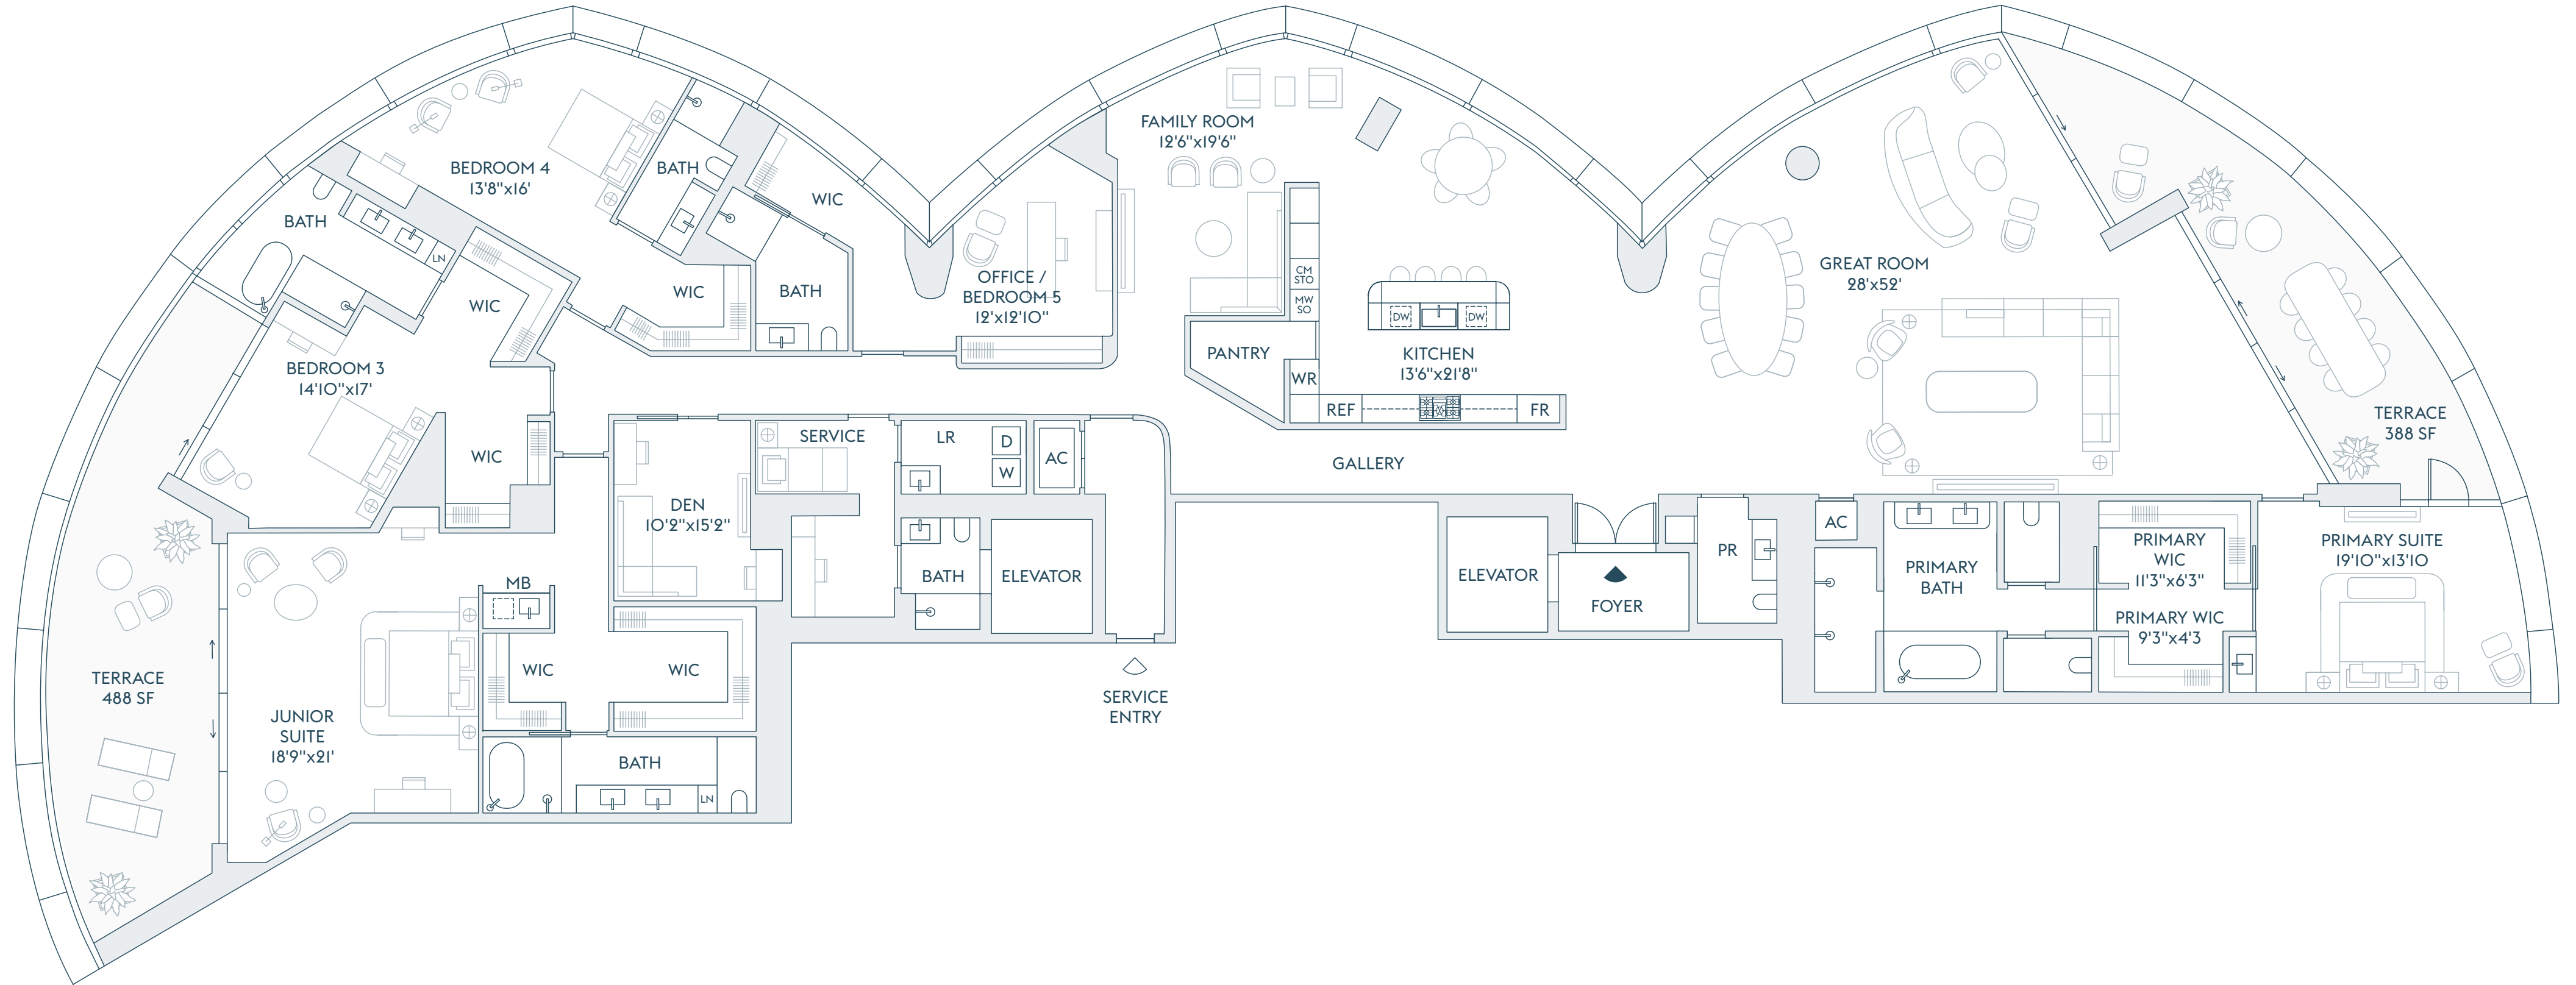 FAMILY ROOM
12'6"x19'6"
BEDROOM 4
13'8"x16'
BATH
WIC
BATH
LN
WIC
WIC
BATH
OFFICE /
BEDROOM 5
12'x12'10"
CM
STO
MW
SO
DW
DW
GREAT ROOM
28'x52'
BEDROOM 3
14'10"x17'
PANTRY
WR
KITCHEN
13'6"x21'8"
REF
FR
TERRACE
388 SF
WIC
SERVICE
LR
D
W
AC
GALLERY
DEN
10'2"x15'2"
BATH
ELEVATOR
ELEVATOR
FOYER
PR
AC
PRIMARY
BATH
PRIMARY
WIC
11'3"x6'3"
PRIMARY WIC
9'3"x4'3
PRIMARY SUITE
19'10"x13'10
MB
WIC
WIC
TERRACE
488 SF
JUNIOR
SUITE
18'9"x21'
SERVICE
ENTRY
BATH
LN